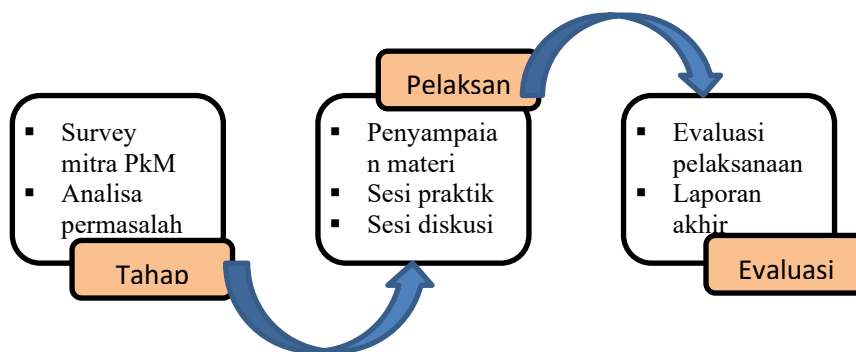 Survey
mitra PkM
Analisa
permasalah
Tahap
Pelaksan
Penyampaia
n materi
Sesi praktik
Sesi diskusi
Evaluasi
pelaksanaan
Laporan
akhir
Evaluasi